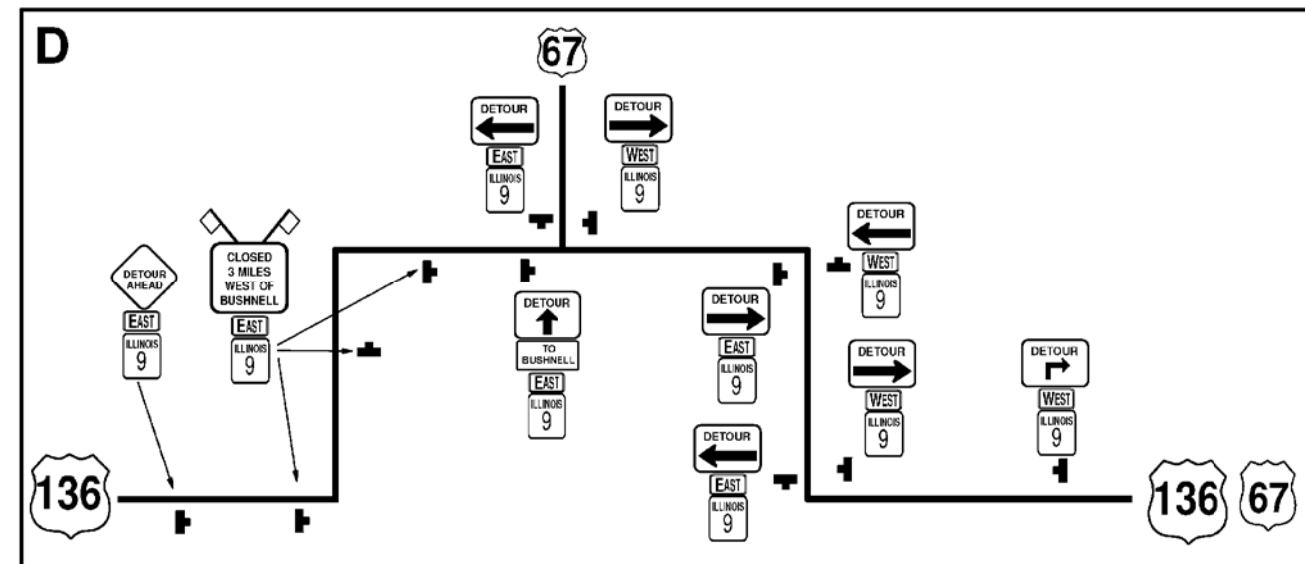 D
67
DETOUR
EAST
ILLINOIS
9
DETOUR
WEST
ILLINOIS
9
DETOUR
AHEAD
EAST
ILLINOIS
9
CLOSED
3 MILES
WEST OF
BUSHNELL
EAST
ILLINOIS
9
DETOUR
TO
BUSHNELL
EAST
ILLINOIS
9
DETOUR
WEST
ILLINOIS
9
DETOUR
EAST
ILLINOIS
9
DETOUR
WEST
ILLINOIS
9
DETOUR
WEST
ILLINOIS
9
DETOUR
EAST
ILLINOIS
9
136
136
67